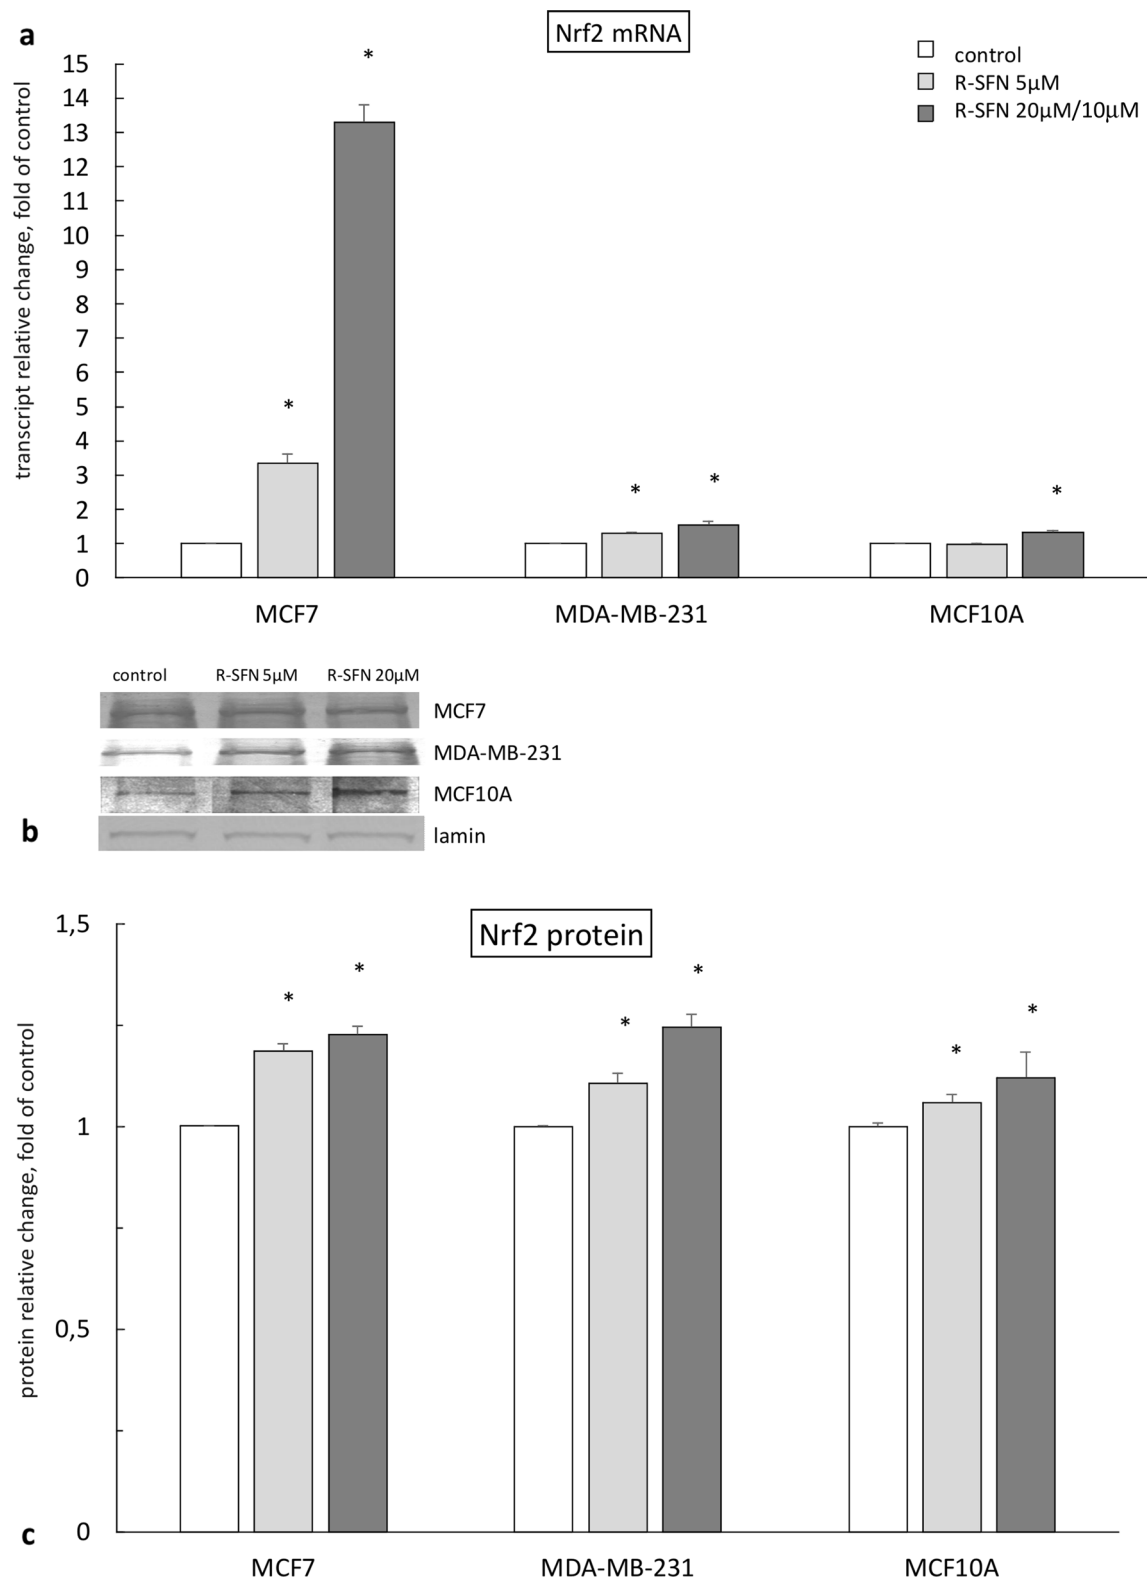 a
Nrf2 mRNA
control
R-SFN 5µM
R-SFN 20µM/10µM
transcript relative change, fold of control
15
14
13
12
11
10
9
8
7
6
5
4
3
2
1
0
*
*
*
*
*
MCF7 MDA-MB-231 MCF10A
control R-SFN 5µM R-SFN 20µM
MCF7
MDA-MB-231
MCF10A
b
lamin
Nrf2 protein
protein relative change, fold of control
1,5
1
0,5
0
*
*
*
*
*
*
c
MCF7 MDA-MB-231 MCF10A